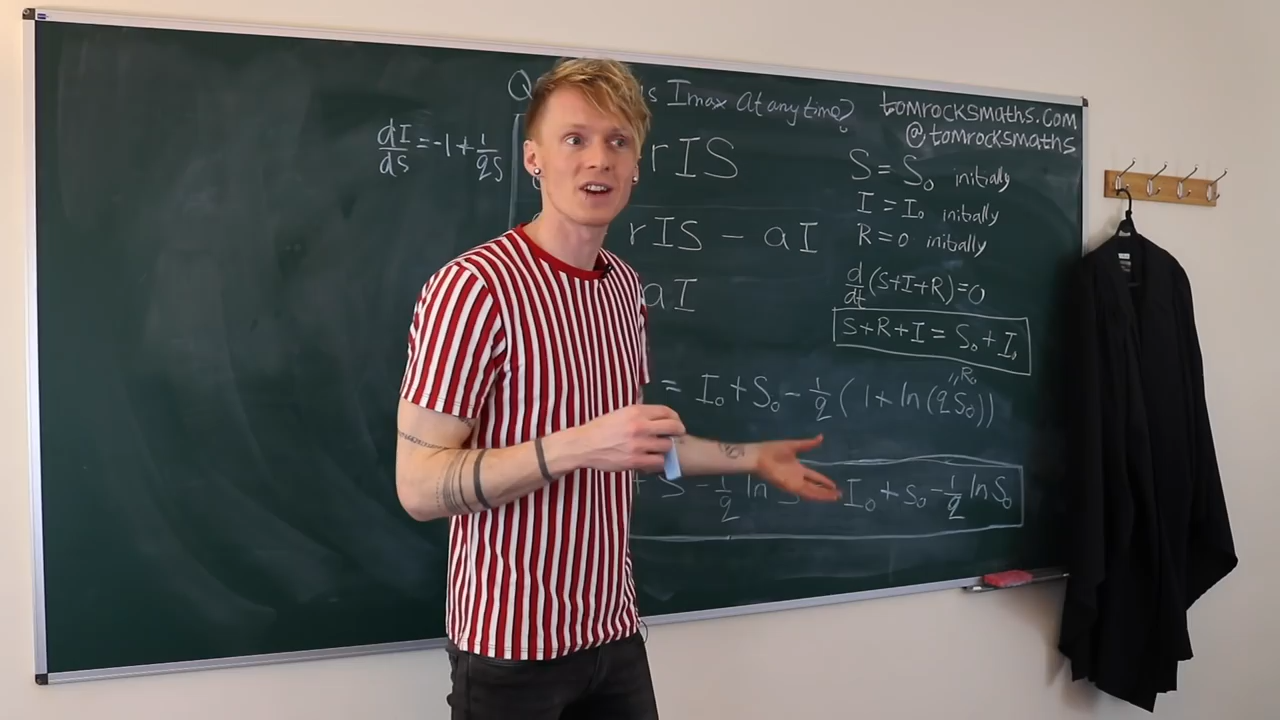 Q is Imax at any time?
tomrocksmaths.com
@tomrocksmaths
dI/dS = -1 + 1/qS
rIS
rIS - aI
aI
S = S₀ initially
I = I₀ initially
R = 0 initially
d/dt (S+I+R) = 0
S+R+I = S₀ + I₀
= I₀ + S₀ - 1/q (1 + ln(qS₀))
"R₀
+ S - 1/q ln S I₀ + S₀ - 1/q ln S₀